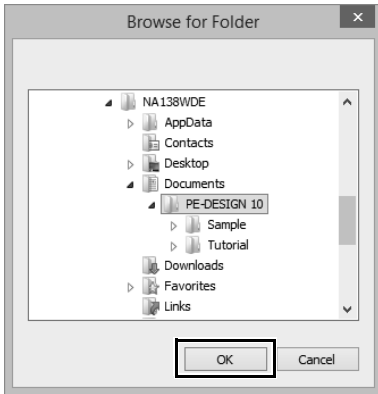 Browse for Folder
NA138WDE
AppData
Contacts
Desktop
Documents
PE-DESIGN 10
Sample
Tutorial
Downloads
Favorites
Links
OK Cancel